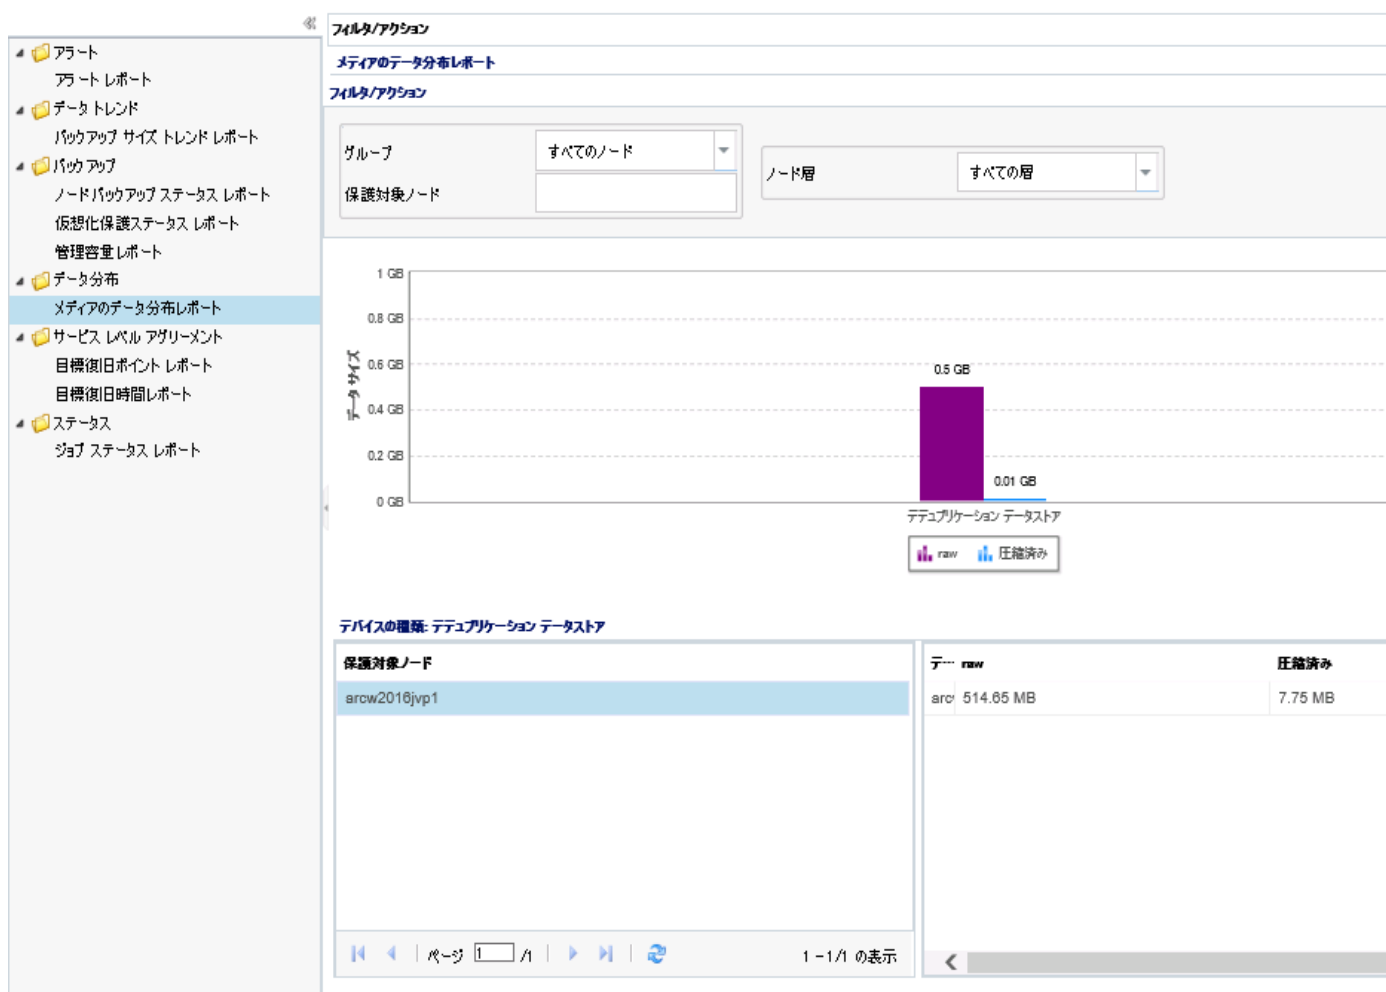 フィルタ/アクション
アラート
アラート レポート
データ トレンド
バックアップ サイズ トレンド レポート
バックアップ
ノード バックアップ ステータス レポート
仮想化保護ステータス レポート
管理容量レポート
データ分布
メディアのデータ分布レポート
サービス レベル アグリーメント
目標復旧ポイント レポート
目標復旧時間レポート
ステータス
ジョブ ステータス レポート
メディアのデータ分布レポート
フィルタ/アクション
グループ
すべてのノード
保護対象ノード
ノード層
すべての層
1 GB
0.8 GB
0.6 GB
0.4 GB
0.2 GB
0 GB
データ サイズ
0.5 GB
0.01 GB
デデュプリケーション データストア
raw 圧縮済み
デバイスの種類: デデュプリケーション データストア
保護対象ノード
arcw2016jvp1
デ… raw 圧縮済み
arc 514.65 MB 7.75 MB
ページ 1 /1
1 - 1/1 の表示